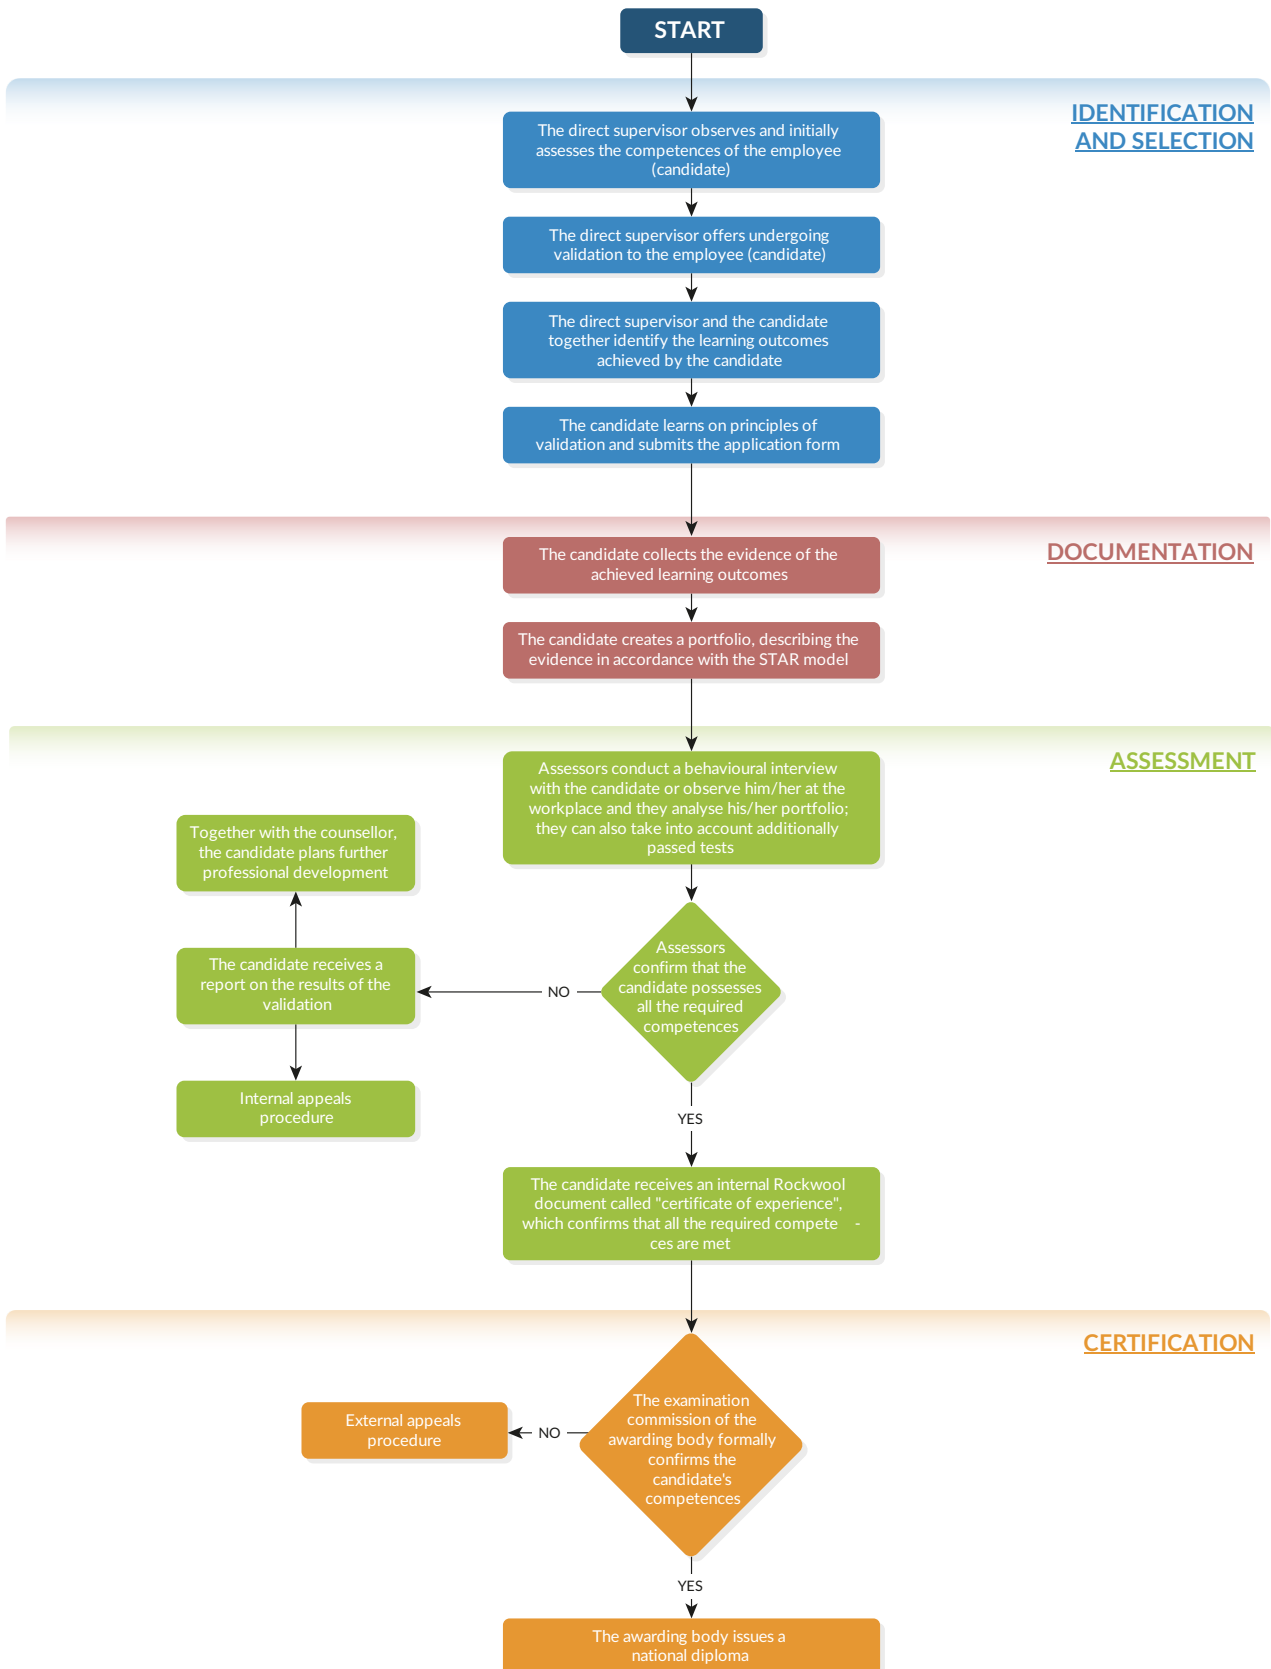 START
IDENTIFICATION
AND SELECTION
The direct supervisor observes and initially
assesses the competences of the employee
(candidate)
The direct supervisor offers undergoing
validation to the employee (candidate)
The direct supervisor and the candidate
together identify the learning outcomes
achieved by the candidate
The candidate learns on principles of
validation and submits the application form
DOCUMENTATION
The candidate collects the evidence of the
achieved learning outcomes
The candidate creates a portfolio, describing the
evidence in accordance with the STAR model
ASSESSMENT
Assessors conduct a behavioural interview
with the candidate or observe him/her at the
workplace and they analyse his/her portfolio;
they can also take into account additionally
passed tests
Together with the counsellor,
the candidate plans further
professional development
Assessors
confirm that the
candidate possesses
all the required
competences
NO
The candidate receives a
report on the results of the
validation
Internal appeals
procedure
YES
The candidate receives an internal Rockwool
document called "certificate of experience",
which confirms that all the required compete -
ces are met
CERTIFICATION
The examination
commission of the
awarding body formally
confirms the
candidate's
competences
NO
External appeals
procedure
YES
The awarding body issues a
national diploma